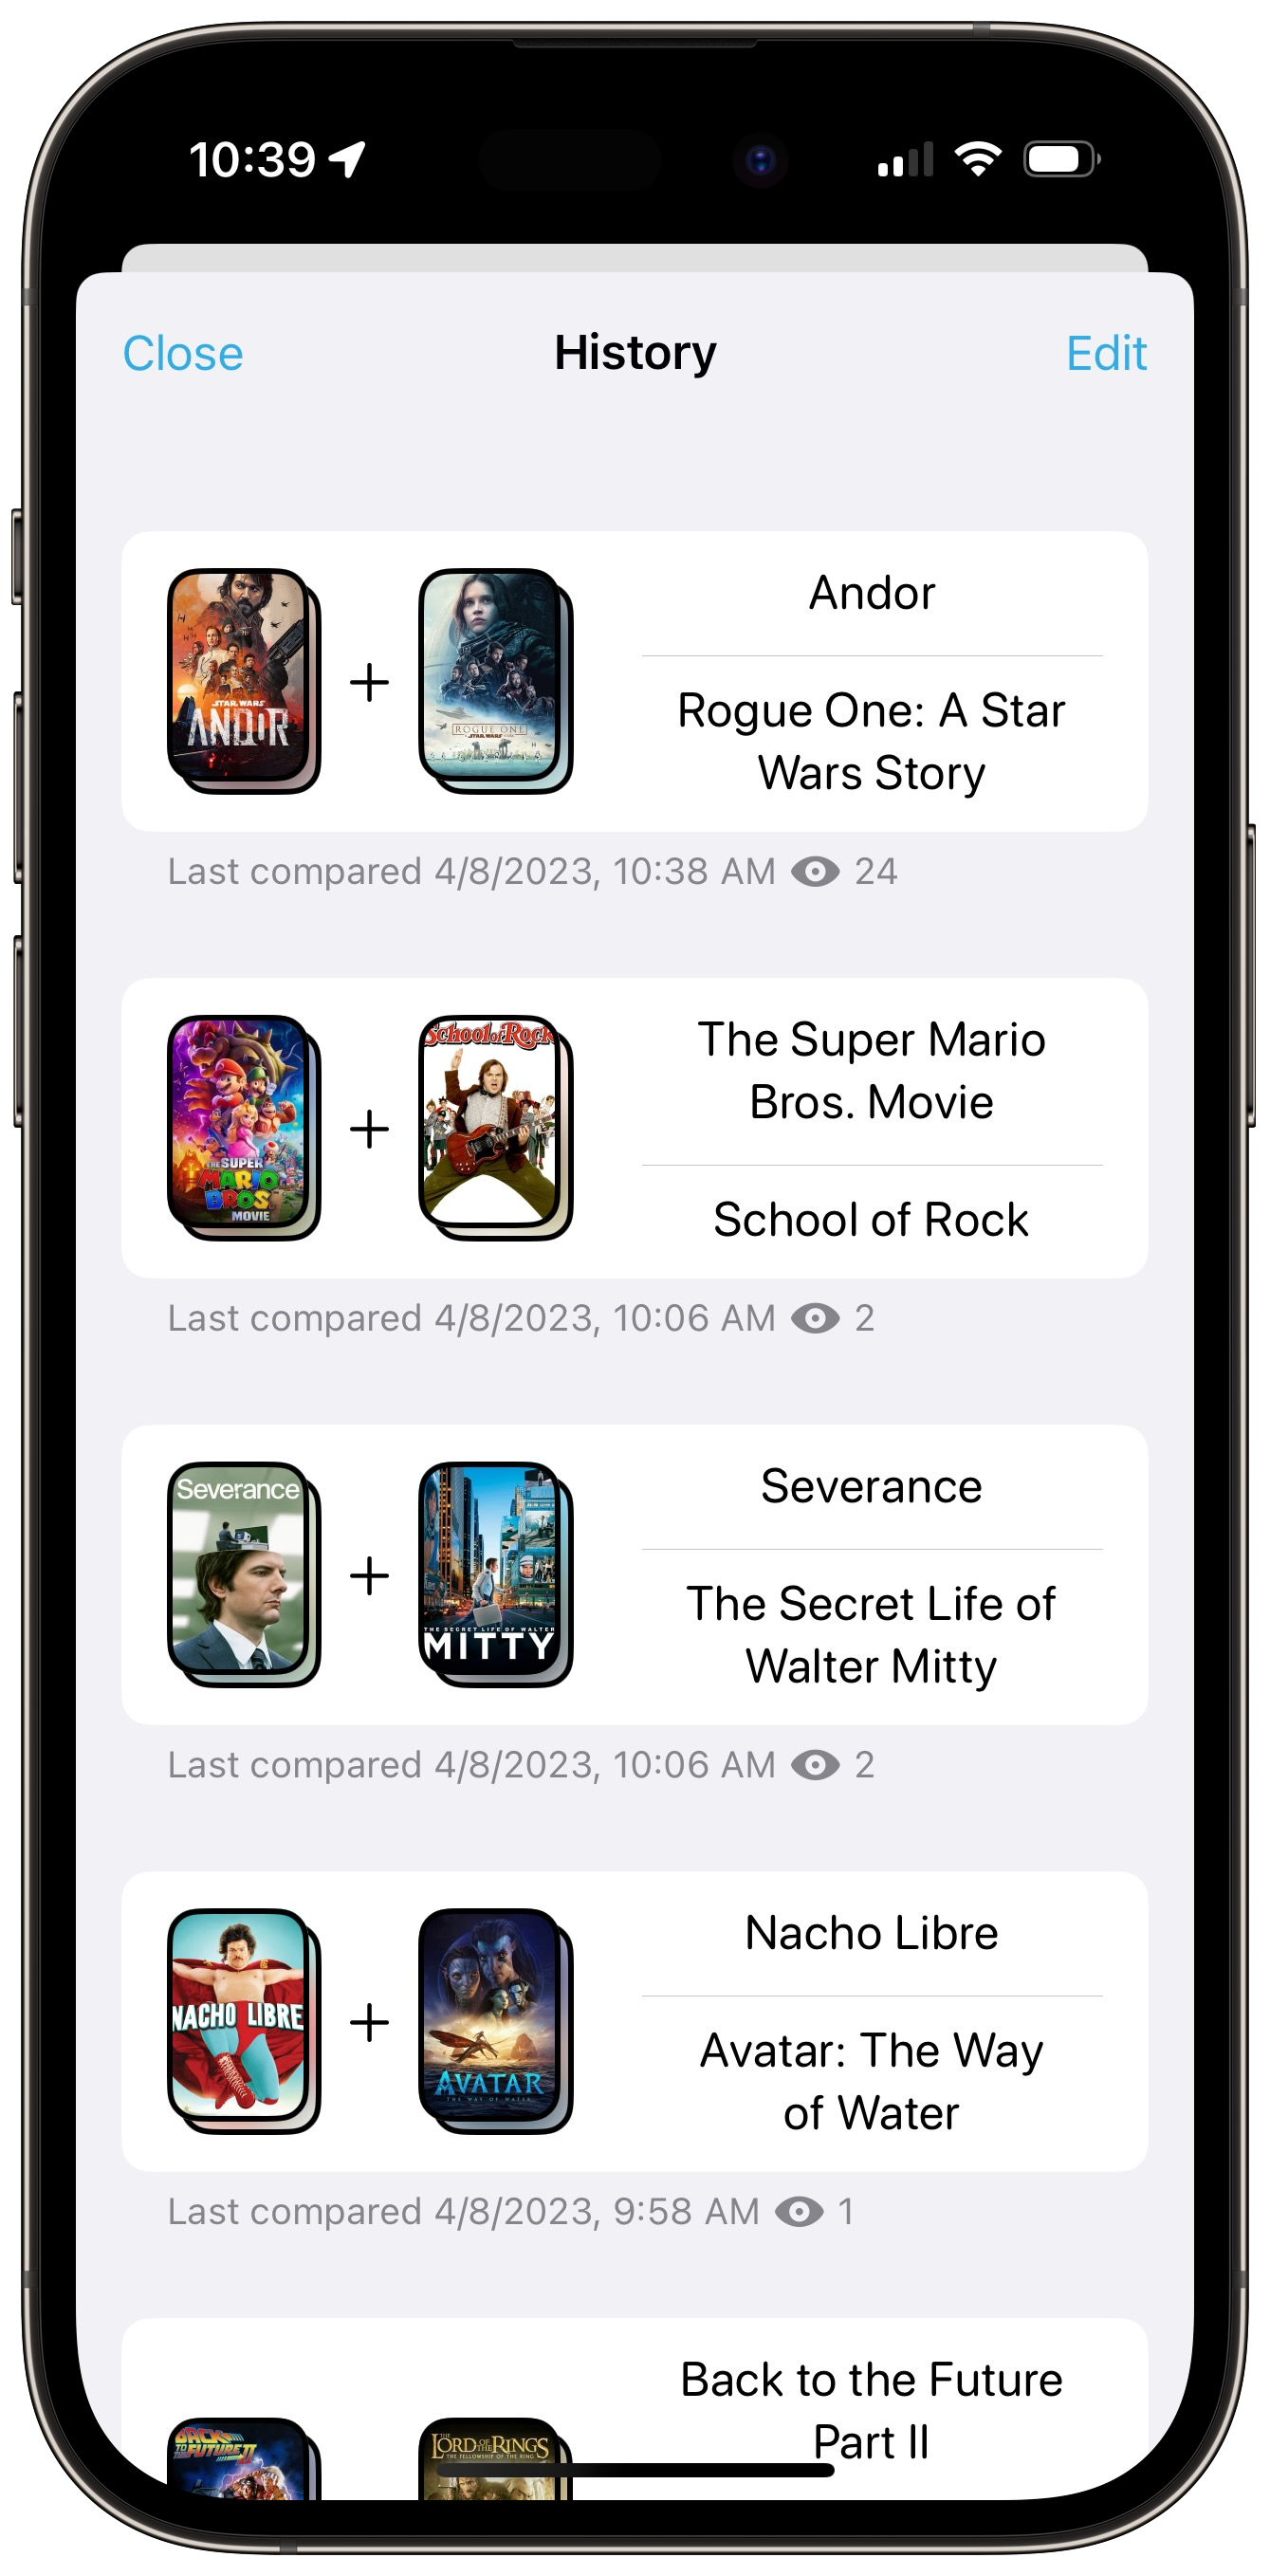 10:39
Close
History
Edit
STAR WARS
ANDOR
ROGUE ONE
A STAR WARS STORY
Andor
Rogue One: A Star
Wars Story
Last compared 4/8/2023, 10:38 AM 24
THE SUPER
MARIO
BROS.
MOVIE
School of Rock
The Super Mario
Bros. Movie
School of Rock
Last compared 4/8/2023, 10:06 AM 2
Severance
THE SECRET LIFE OF WALTER
MITTY
Severance
The Secret Life of
Walter Mitty
Last compared 4/8/2023, 10:06 AM 2
NACHO LIBRE
AVATAR
THE WAY OF WATER
Nacho Libre
Avatar: The Way
of Water
Last compared 4/8/2023, 9:58 AM 1
BACK
TO THE FUTURE II
THE
LORD OF THE RINGS
THE FELLOWSHIP OF THE RING
Back to the Future
Part II